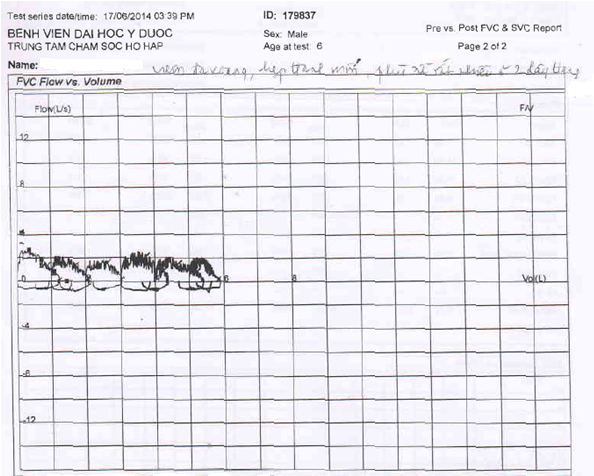 Test series date/time: 17/06/2014 03:39 PM
ID: 179837
BENH VIEN DAI HOC Y DUOC
Sex: Male
Pre vs. Post FVC & SVC Report
TRUNG TAM CHAM SOC HO HAP
Age at test 6
Page 2 of 2
Name:
FVC Flow vs. Volume
Flow(L/s)
F/V
12
8
4
0
6
8
Vol(L)
-4
-8
-12